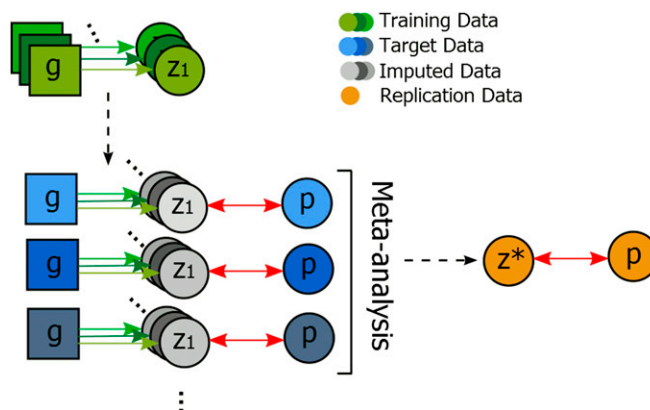 Training Data
Target Data
Imputed Data
Replication Data
g
z1
g
z1
p
g
z1
p
g
z1
p
Meta-analysis
z*
p